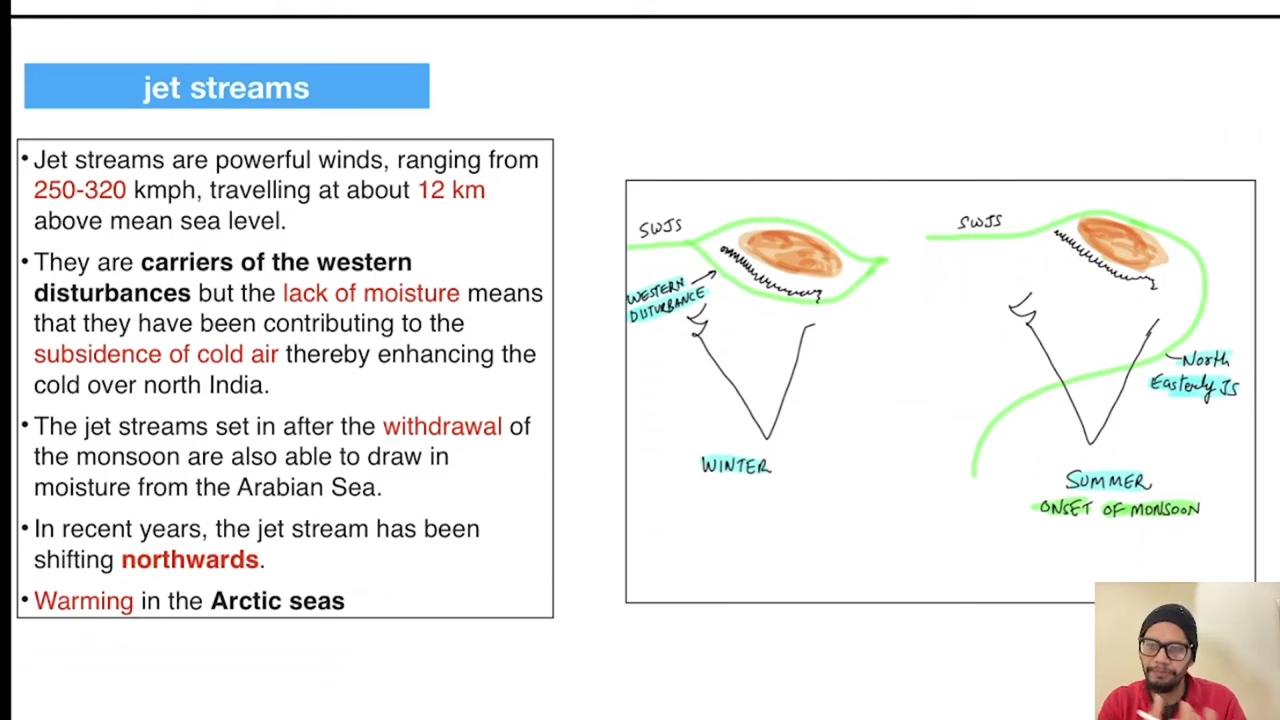 jet streams
• Jet streams are powerful winds, ranging from
250-320 kmph, travelling at about 12 km
above mean sea level.
• They are carriers of the western
disturbances but the lack of moisture means
that they have been contributing to the
subsidence of cold air thereby enhancing the
cold over north India.
• The jet streams set in after the withdrawal of
the monsoon are also able to draw in
moisture from the Arabian Sea.
• In recent years, the jet stream has been
shifting northwards.
• Warming in the Arctic seas
SWJS
WESTERN
DISTURBANCE
WINTER
SWJS
North
Easterly JS
SUMMER
ONSET OF MONSOON